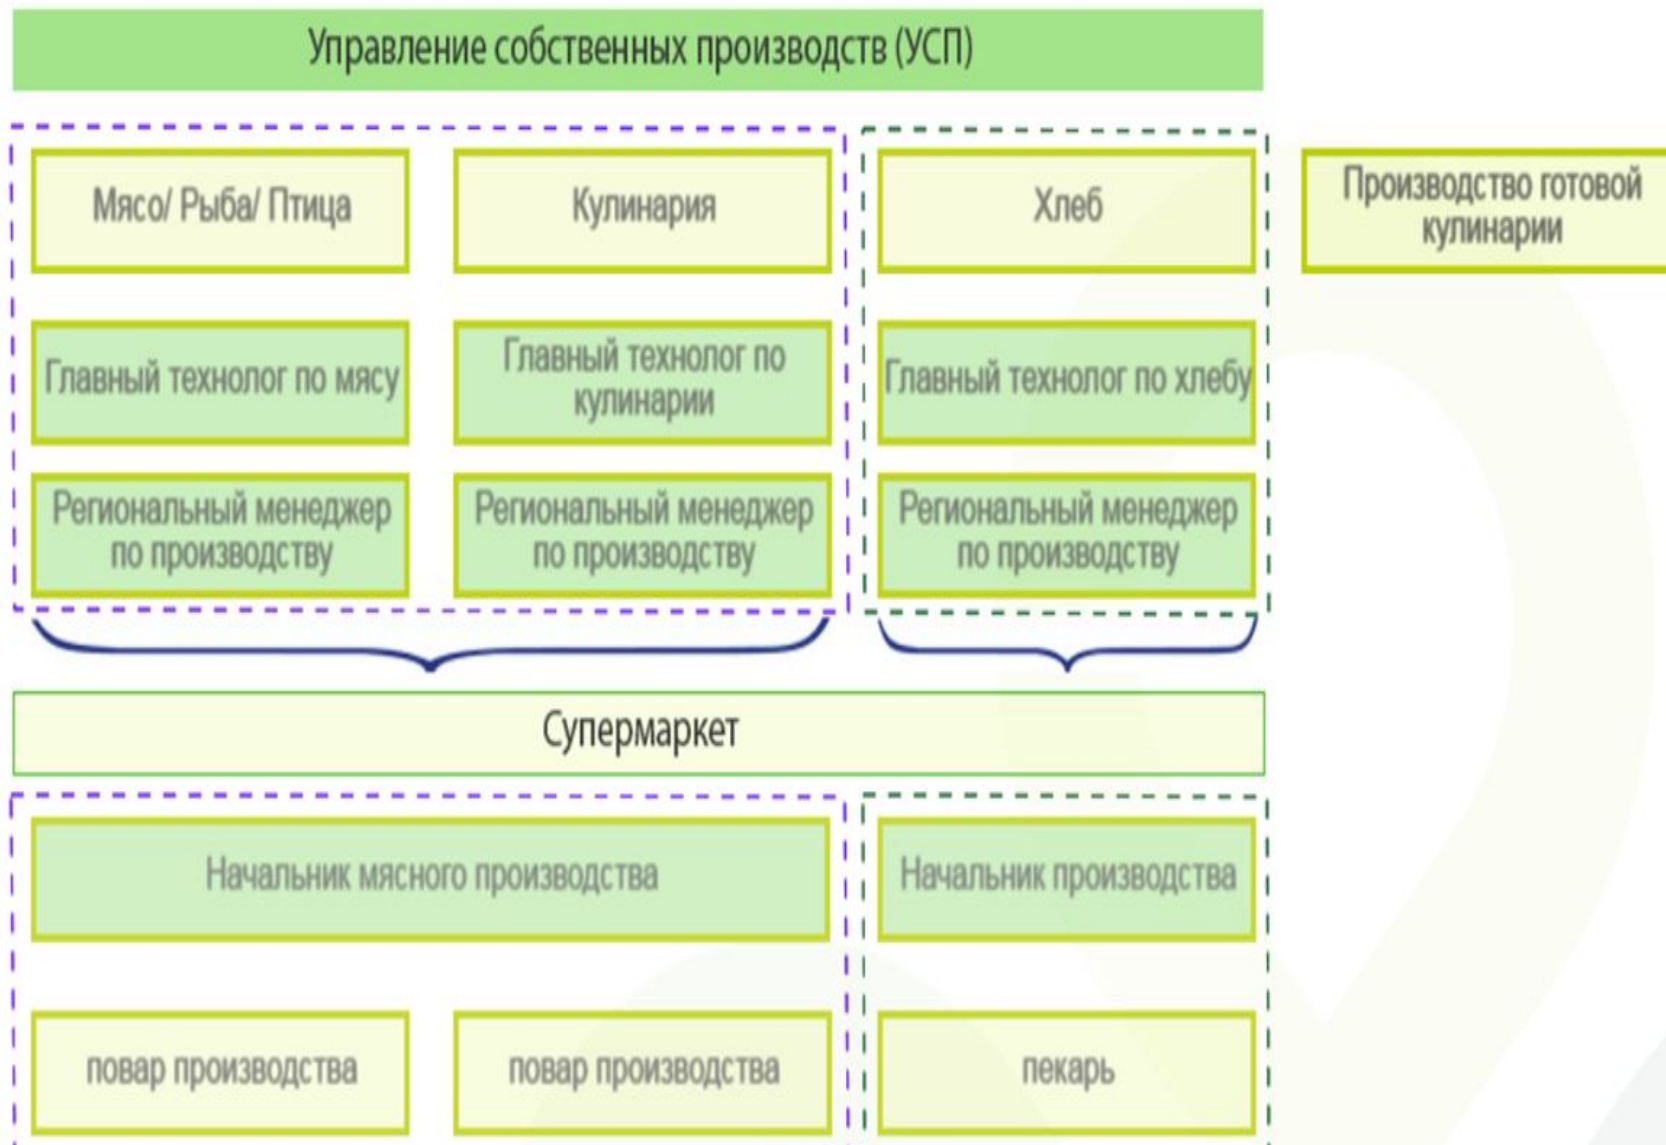 Управление собственных производств (УСП)
Мясо/ Рыба/ Птица
Кулинария
Хлеб
Производство готовой
кулинарии
Главный технолог по мясу
Главный технолог по
кулинарии
Главный технолог по хлебу
Региональный менеджер
по производству
Региональный менеджер
по производству
Региональный менеджер
по производству
Супермаркет
Начальник мясного производства
Начальник производства
повар производства
повар производства
пекарь